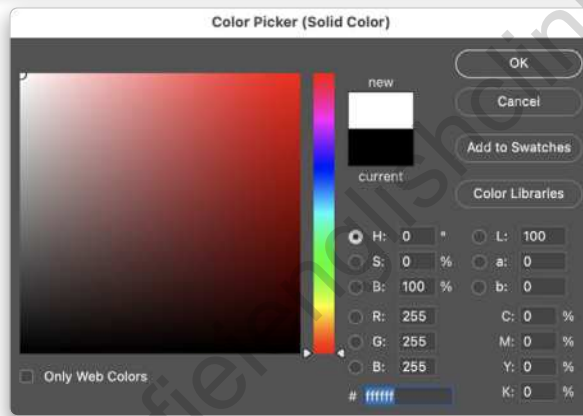 Color Picker (Solid Color)
new
current
OK
Cancel
Add to Swatches
Color Libraries
H: 0 °
S: 0 %
B: 100 %
R: 255
G: 255
B: 255
# ffffff
L: 100
a: 0
b: 0
C: 0 %
M: 0 %
Y: 0 %
K: 0 %
Only Web Colors